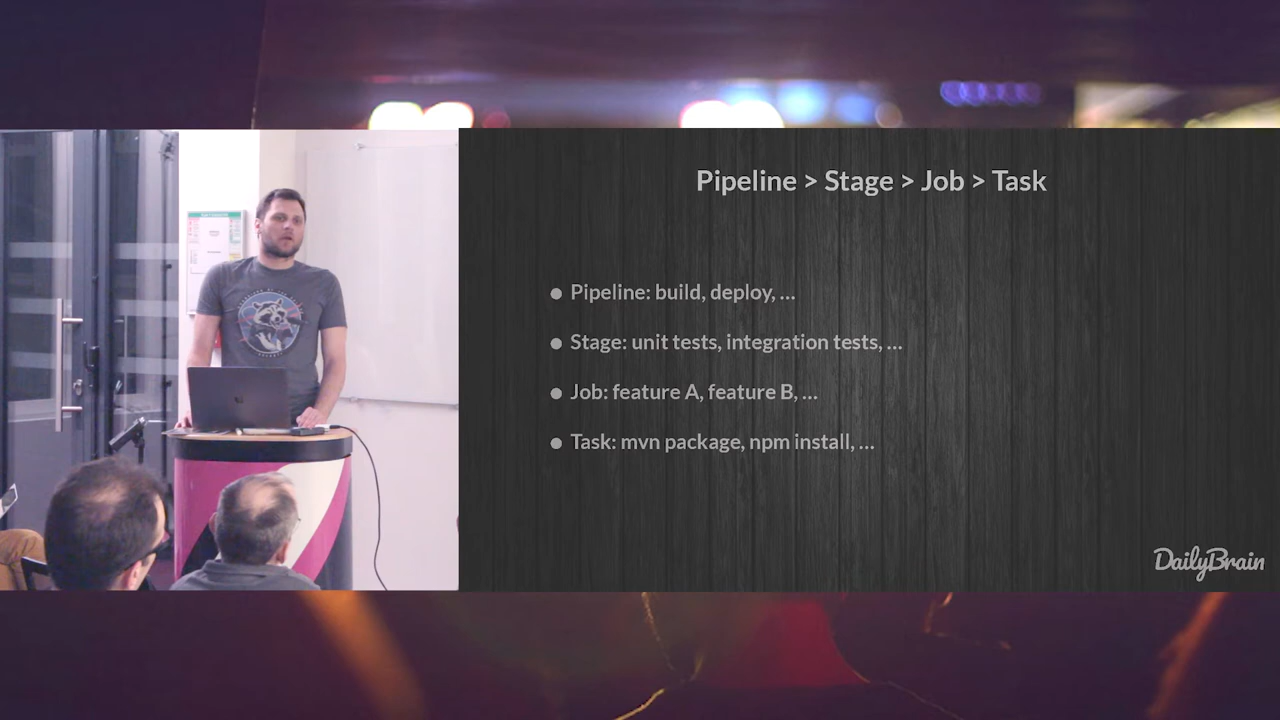 Pipeline > Stage > Job > Task
● Pipeline: build, deploy, ...
● Stage: unit tests, integration tests, ...
● Job: feature A, feature B, ...
● Task: mvn package, npm install, ...
DailyBrain